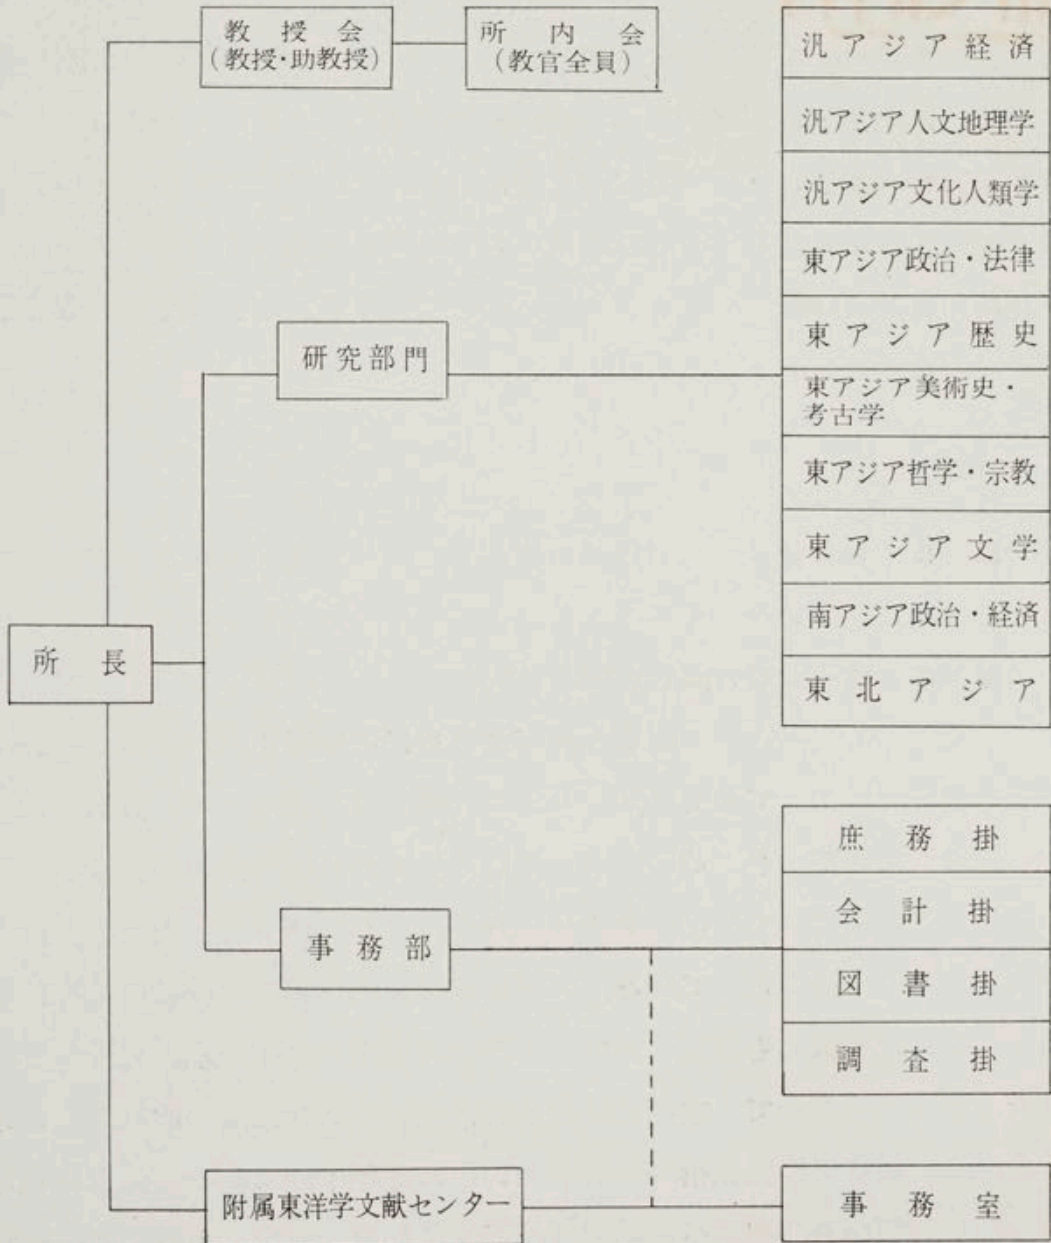 教授会
(教授・助教授)
所内会
(教官全員)
汎アジア経済
汎アジア人文地理学
汎アジア文化人類学
東アジア政治・法律
東アジア歴史
東アジア美術史・
考古学
東アジア哲学・宗教
東アジア文学
南アジア政治・経済
東北アジア
研究部門
所長
事務部
庶務掛
会計掛
図書掛
調査掛
附属東洋学文献センター
事務室